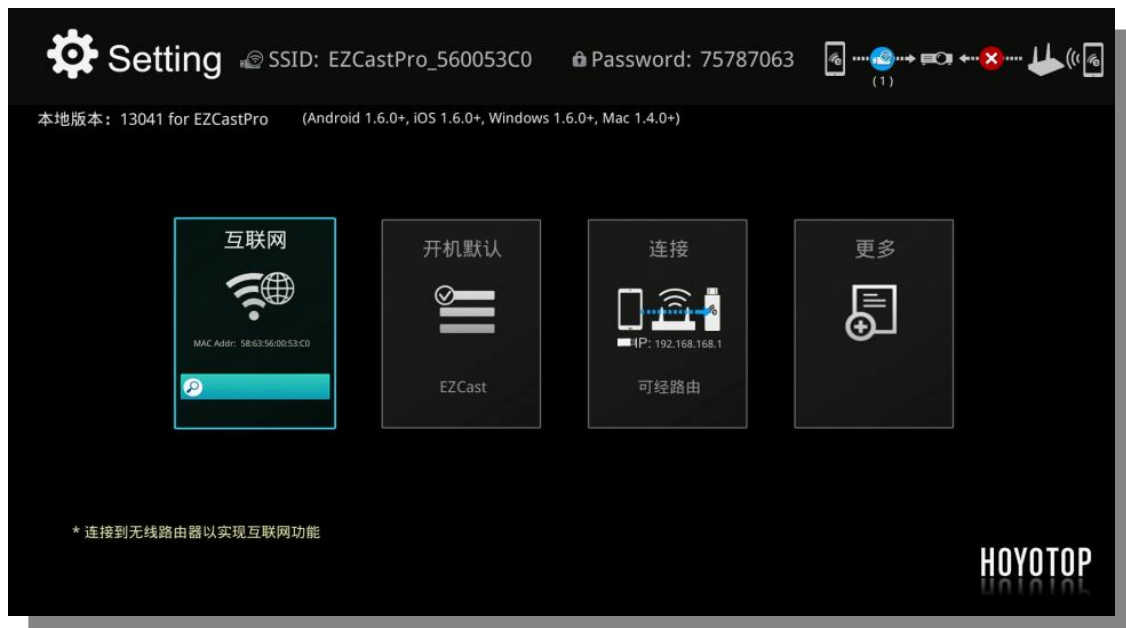 Setting SSID: EZCastPro_560053C0 Password: 75787063
(1)
本地版本: 13041 for EZCastPro (Android 1.6.0+, iOS 1.6.0+, Windows 1.6.0+, Mac 1.4.0+)
互联网
MAC Addr: 58:63:56:00:53:C0
开机默认
EZCast
连接
IP: 192.168.168.1
可经路由
更多
* 连接到无线路由器以实现互联网功能
HOYOTOP